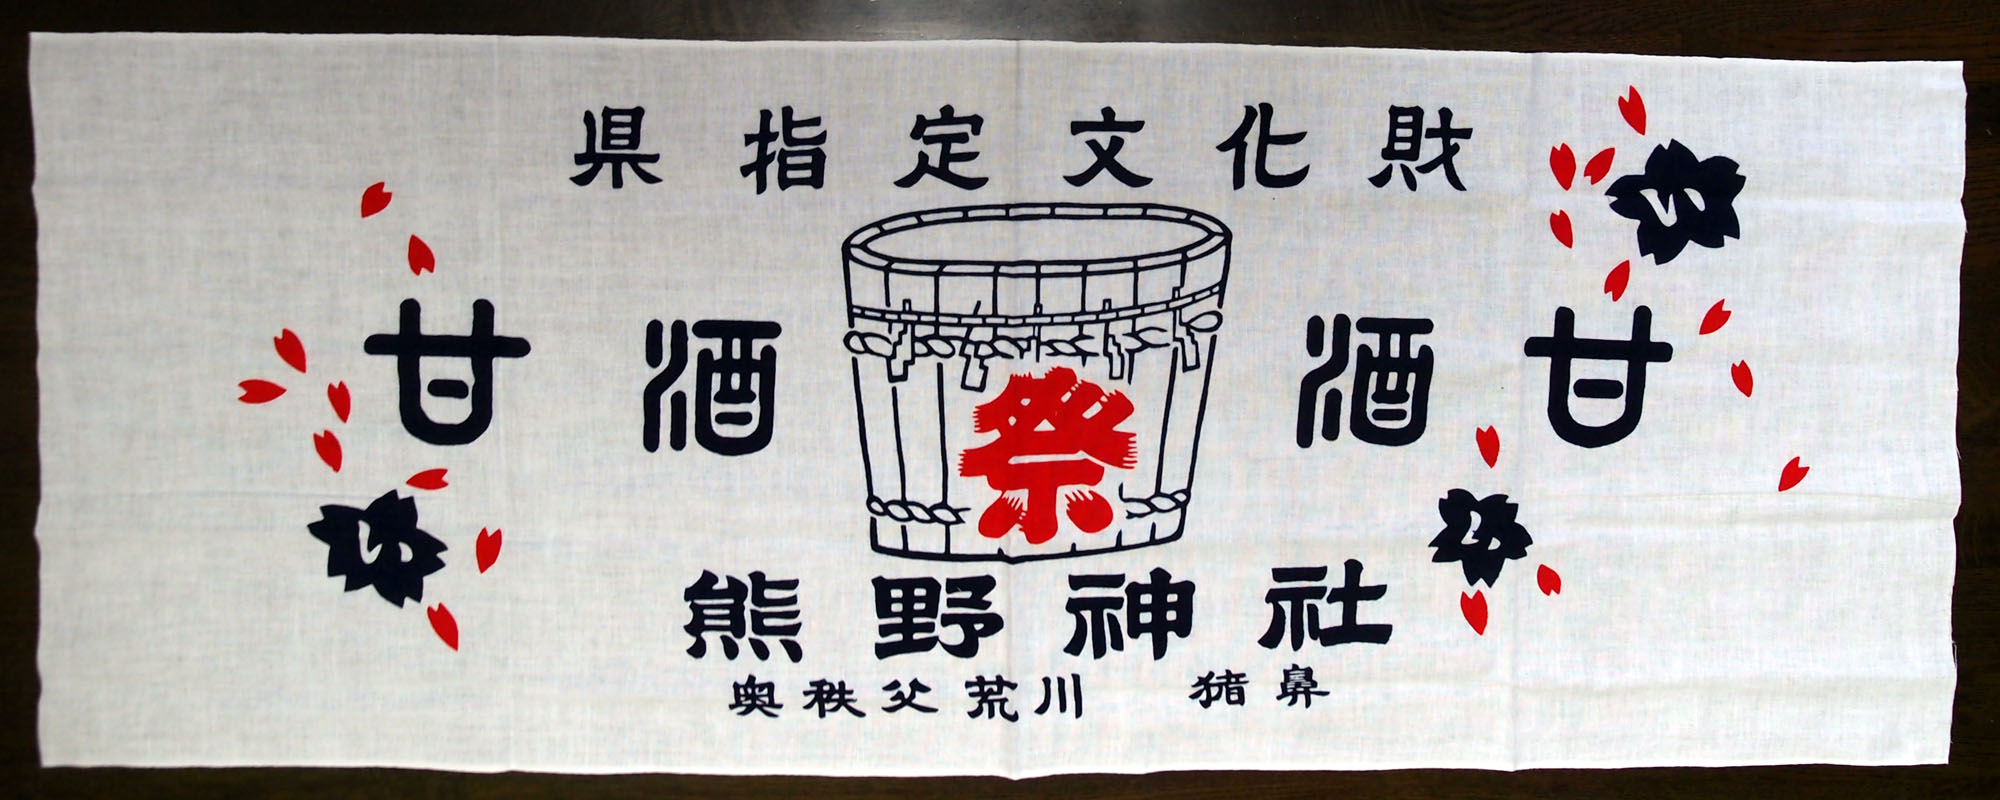 県指定文化財
甘酒 祭 酒甘
熊野神社
奥秩父荒川 猪鼻